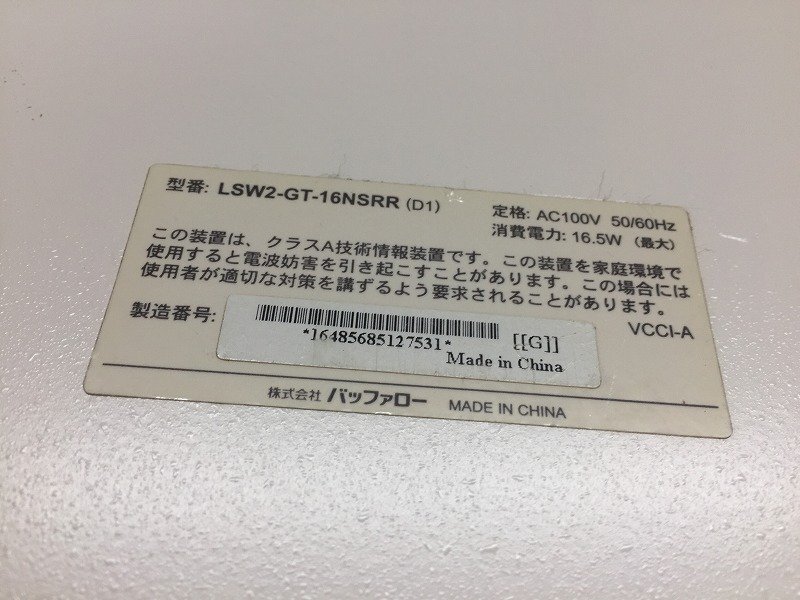 型番: LSW2-GT-16NSRR (D1)
定格: AC100V 50/60Hz
消費電力: 16.5W (最大)
この装置は、クラスA技術情報装置です。この装置を家庭環境で
使用すると電波妨害を引き起こすことがあります。この場合には
使用者が適切な対策を講ずるよう要求されることがあります。
VCCI-A
製造番号:
*16485685127531* [[G]]
Made in China
株式会社 バッファロー MADE IN CHINA